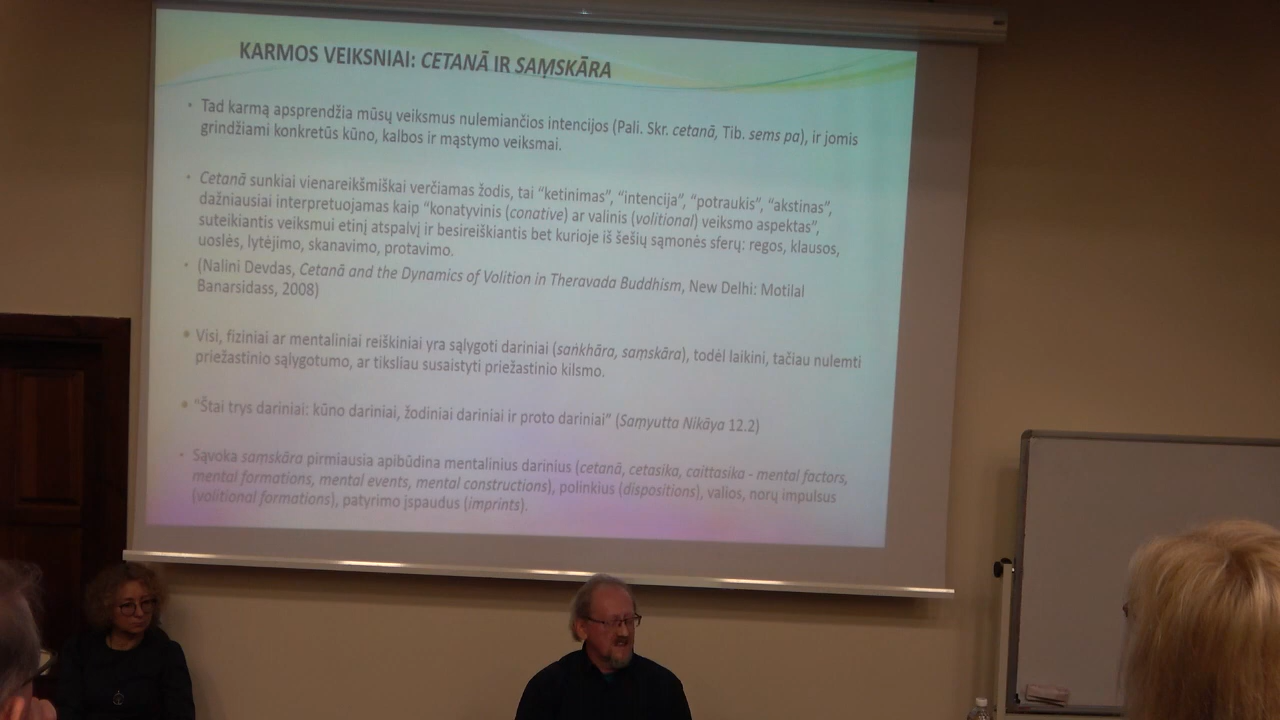 KARMOS VEIKSNIAI: CETANĀ IR SAṂSKĀRA
• Tad karmą apsprendžia mūsų veiksmus nulemiančios intencijos (Pali. Skr. cetanā, Tib. sems pa), ir jomis
grindžiami konkretūs kūno, kalbos ir mąstymo veiksmai.
• Cetanā sunkiai vienareikšmiškai verčiamas žodis, tai “ketinimas”, “intencija”, “potraukis”, “akstinas”,
dažniausiai interpretuojamas kaip “konatyvinis (conative) ar valinis (volitional) veiksmo aspektas”,
suteikiantis veiksmui etinį atspalvį ir besireiškiantis bet kurioje iš šešių sąmonės sferų: regos, klausos,
uoslės, lytėjimo, skanavimo, protavimo.
• (Nalini Devdas, Cetanā and the Dynamics of Volition in Theravada Buddhism, New Delhi: Motilal
Banarsidass, 2008)
• Visi, fiziniai ar mentaliniai reiškiniai yra sąlygoti dariniai (saṅkhāra, saṃskāra), todėl laikini, tačiau nulemti
priežastinio sąlygotumo, ar tiksliau susaistyti priežastinio kilsmo.
• “Štai trys dariniai: kūno dariniai, žodiniai dariniai ir proto dariniai” (Saṃyutta Nikāya 12.2)
• Sąvoka saṃskāra pirmiausia apibūdina mentalinius darinius (cetanā, cetasika, caittasika - mental factors,
mental formations, mental events, mental constructions), polinkius (dispositions), valios, norų impulsus
(volitional formations), patyrimo įspaudus (imprints).